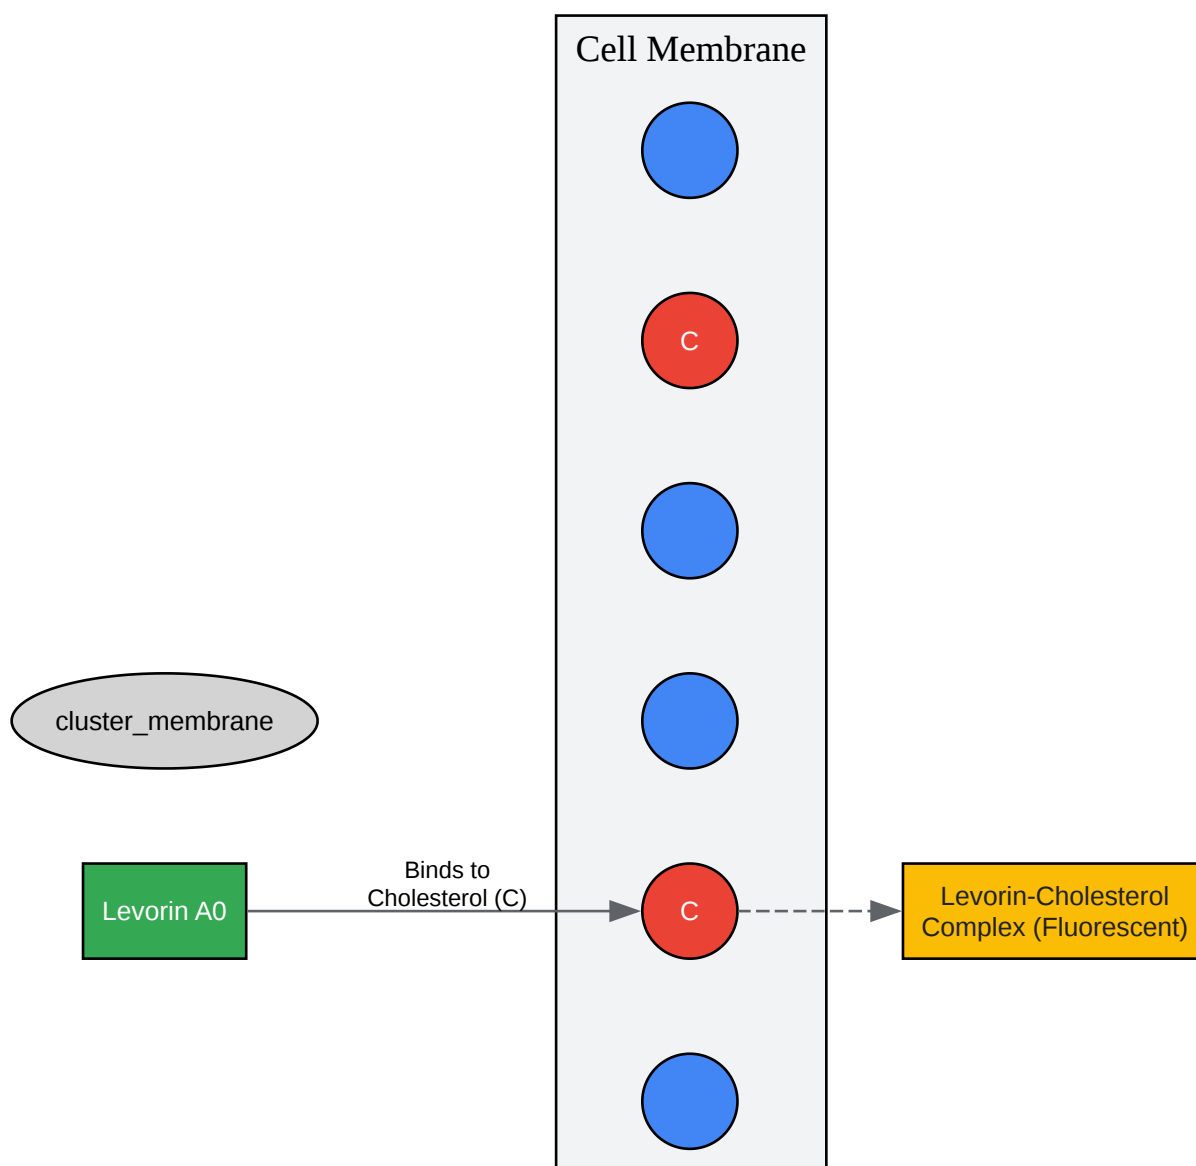 Cell Membrane
C
cluster_membrane
Levorin A0
Binds to
Cholesterol (C)
C
Levorin-Cholesterol
Complex (Fluorescent)